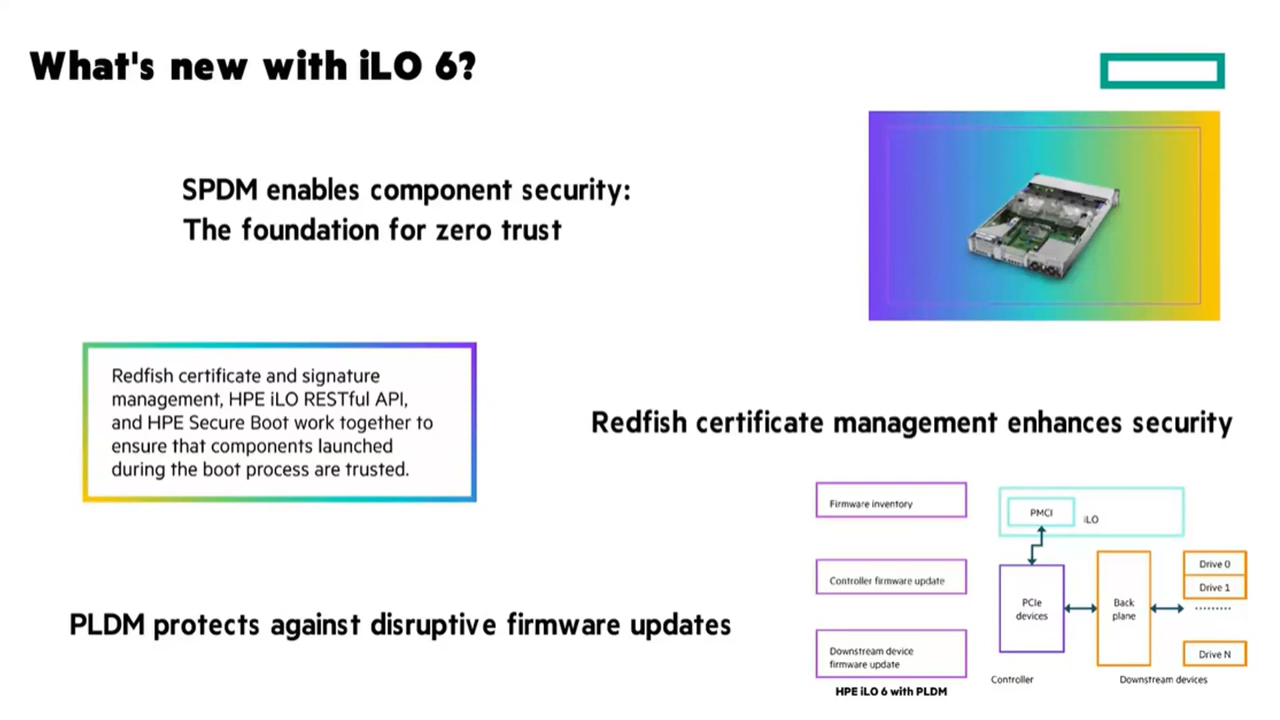 What's new with iLO 6?
SPDM enables component security:
The foundation for zero trust
Redfish certificate and signature
management, HPE iLO RESTful API,
and HPE Secure Boot work together to
ensure that components launched
during the boot process are trusted.
Redfish certificate management enhances security
PLDM protects against disruptive firmware updates
Firmware inventory
Controller firmware update
Downstream device
firmware update
HPE iLO 6 with PLDM
PMCI
iLO
PCIe
devices
Back
plane
Drive 0
Drive 1
Drive N
Controller
Downstream devices